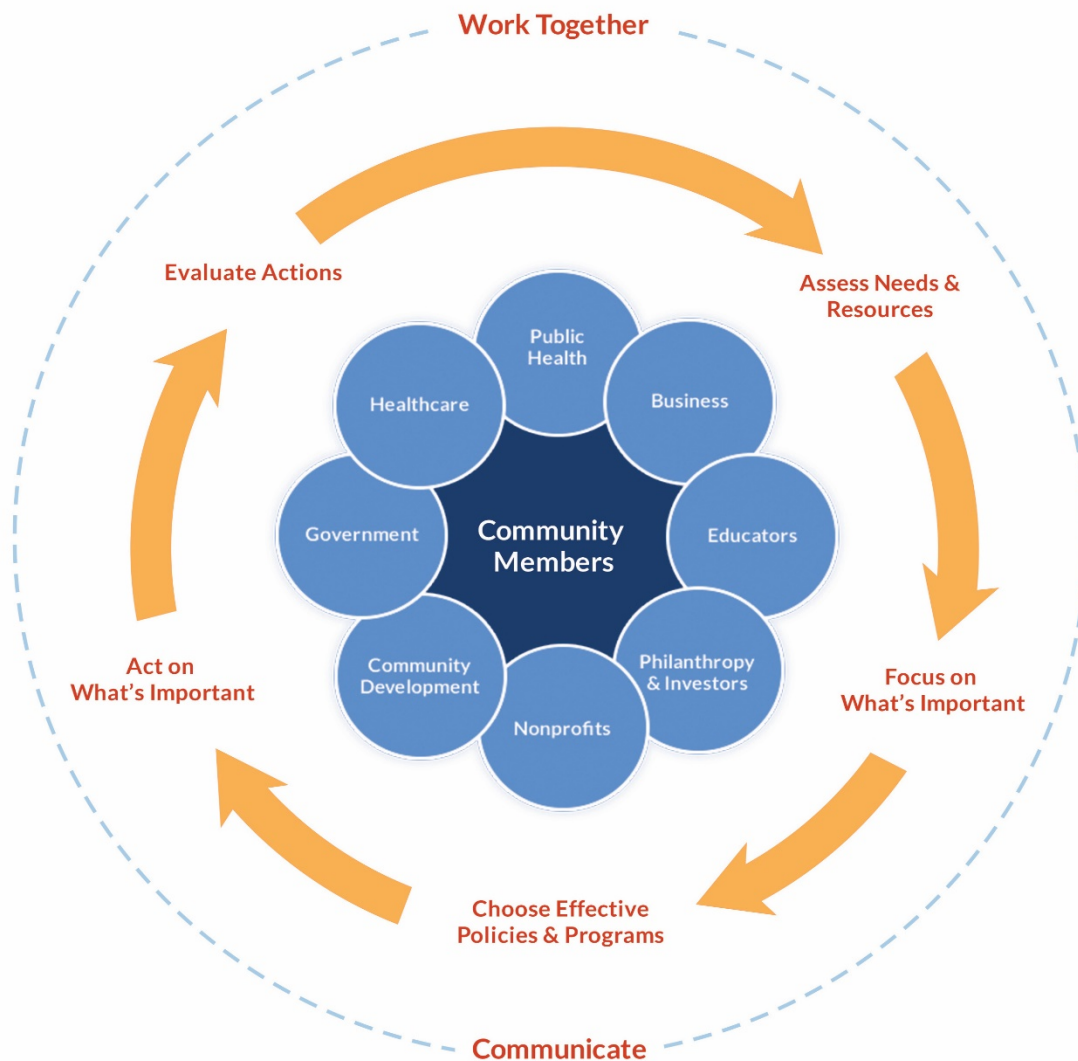 Work Together
Evaluate Actions
Assess Needs &
Resources
Public
Health
Healthcare
Business
Government
Community
Members
Educators
Community
Development
Philanthropy
& Investors
Nonprofits
Act on
What’s Important
Focus on
What’s Important
Choose Effective
Policies & Programs
Communicate